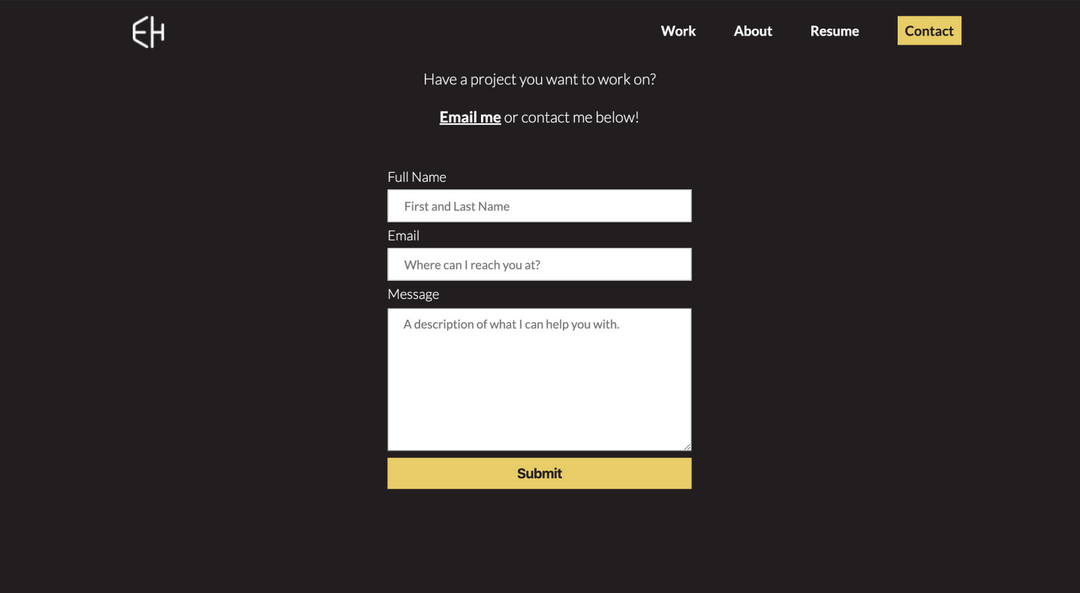 EH
Work
About
Resume
Contact
Have a project you want to work on?
Email me or contact me below!
Full Name
First and Last Name
Email
Where can I reach you at?
Message
A description of what I can help you with.
Submit